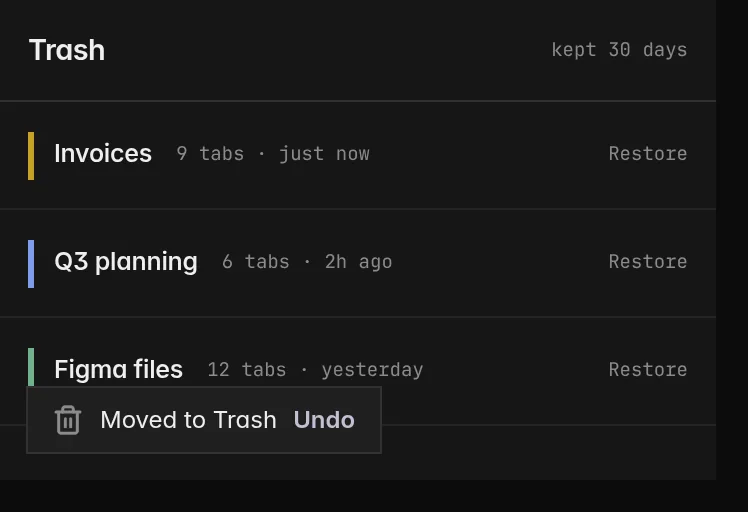 Trash kept 30 days
Invoices 9 tabs · just now Restore
Q3 planning 6 tabs · 2h ago Restore
Figma files 12 tabs · yesterday Restore
Moved to Trash Undo